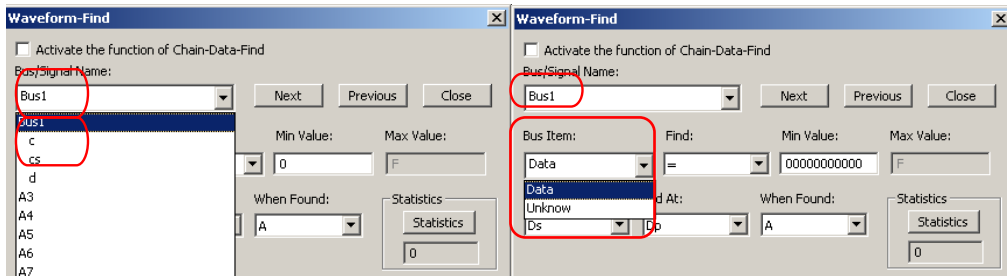 Waveform-Find
Activate the function of Chain-Data-Find
Bus/Signal Name:
Bus1
Next Previous Close
Bus1
c
cs
d
A3
A4
A5
A6
A7
Min Value: Max Value:
0 F
When Found: Statistics
A Statistics
0
Waveform-Find
Activate the function of Chain-Data-Find
Bus/Signal Name:
Bus1
Next Previous Close
Bus Item: Find: Min Value: Max Value:
Data = 00000000000 F
Data
Unknow
d At: When Found: Statistics
Ds Dp A Statistics
0